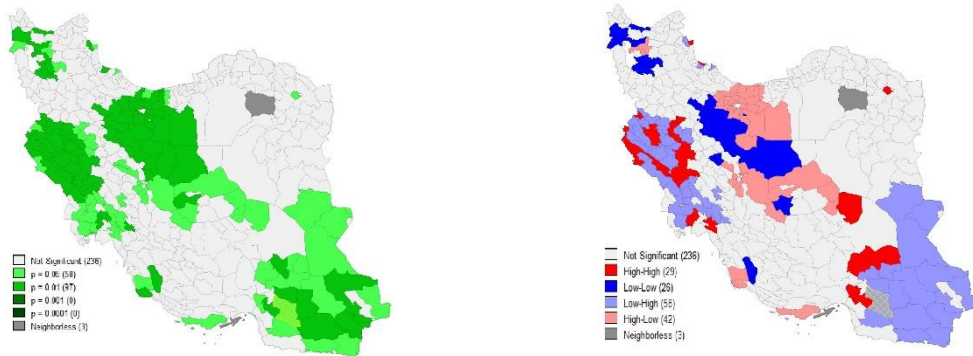 Not Significant (236)
p = 0.05 (58)
p = 0.01 (97)
p = 0.001 (0)
p = 0.0001 (0)
Neighborless (3)
Not Significant (236)
High-High (29)
Low-Low (26)
Low-High (58)
High-Low (42)
Neighborless (3)